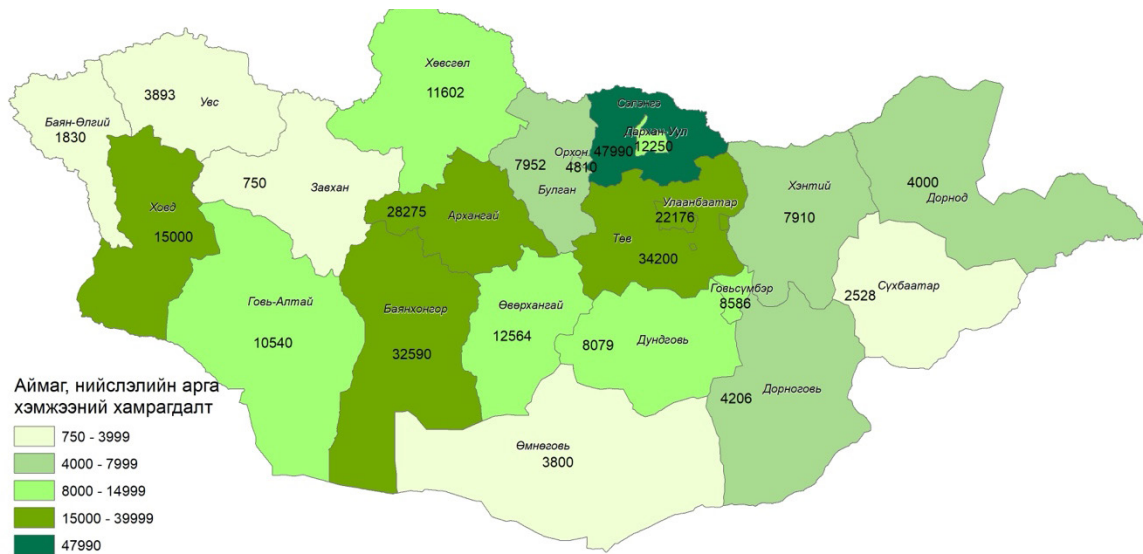 Хөвсгөл
11602
3893
Увс
Баян-Өлгий
1830
Сэлэнгэ
Дархан Уул
12250
47990
Орхон
4810
7952
Булган
750
Завхан
Ховд
15000
28275
Архангай
Улаанбаатар
22176
Төв
34200
Хэнтий
7910
4000
Дорнод
Говь-Алтай
10540
Баянхонгор
32590
Өвөрхангай
12564
8079
Дундговь
Говьсүмбэр
8586
2528
Сүхбаатар
4206
Дорноговь
Өмнөговь
3800
Аймаг, нийслэлийн арга
хэмжээний хамрагдалт
750 - 3999
4000 - 7999
8000 - 14999
15000 - 39999
47990